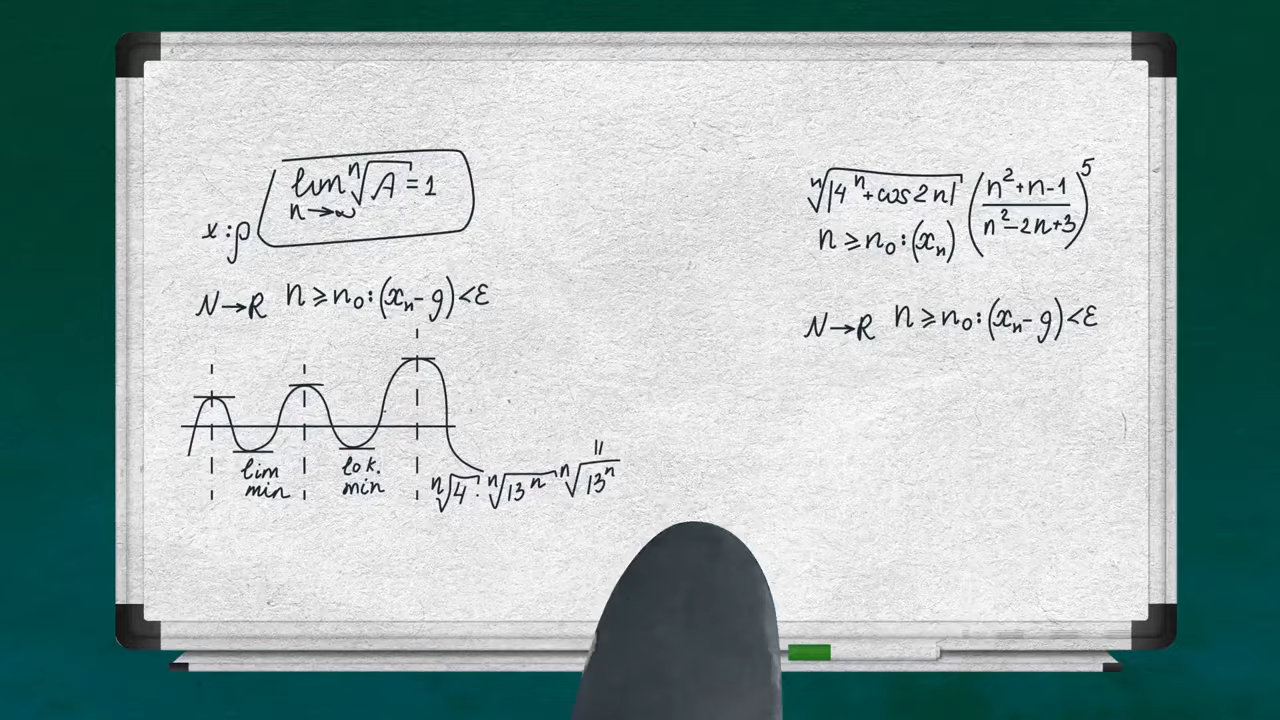 lim ⁿ√A = 1
n→∞
x:p
N→R n ≥ n₀: (xₙ - g) < ε
lim min
lok. min
ⁿ√4 · ⁿ√13ⁿ ⁿ√13ⁿ
11
ⁿ√|4ⁿ + cos 2n| ((n² + n - 1)/(n² - 2n + 3))⁵
n ≥ n₀: (xₙ)
N→R n ≥ n₀: (xₙ - g) < ε